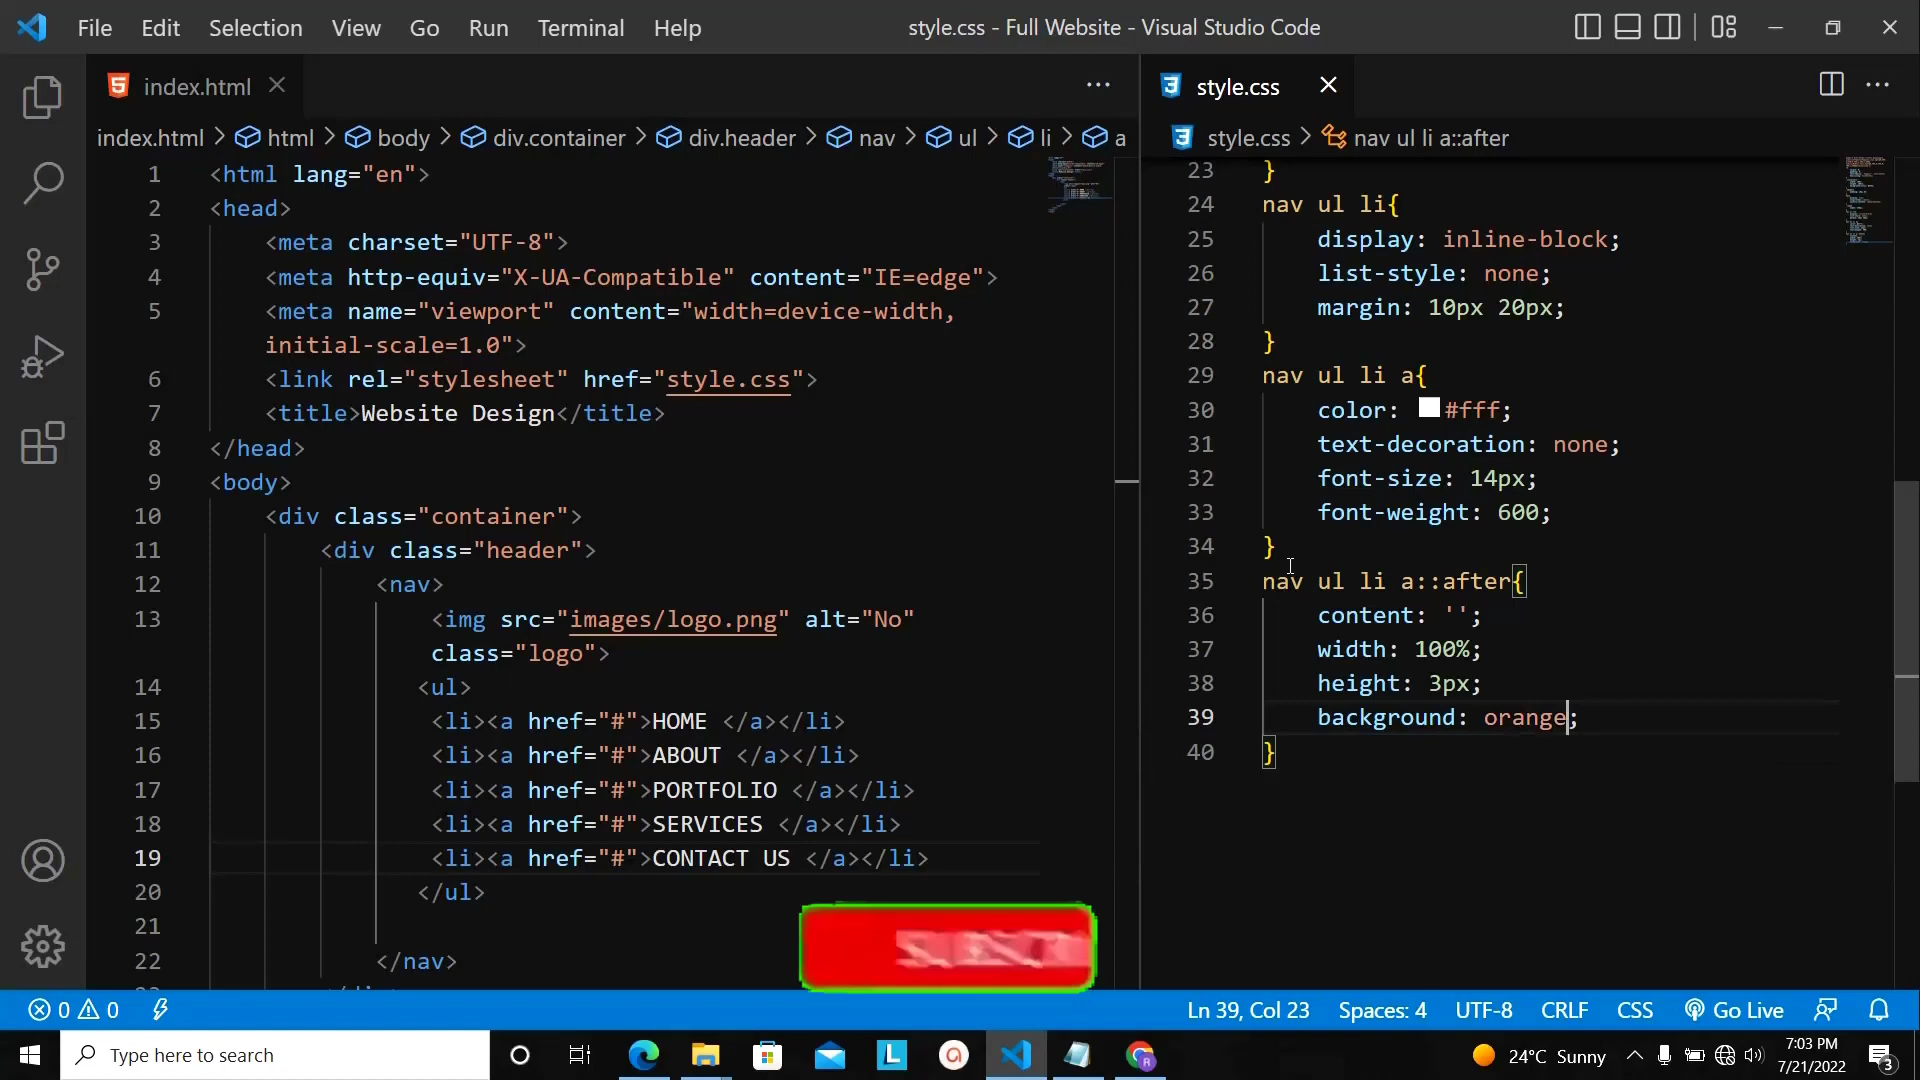 File Edit Selection View Go Run Terminal Help style.css - Full Website - Visual Studio Code
index.html
index.html > html > body > div.container > div.header > nav > ul > li > a
1 <html lang="en">
2 <head>
3 <meta charset="UTF-8">
4 <meta http-equiv="X-UA-Compatible" content="IE=edge">
5 <meta name="viewport" content="width=device-width,
initial-scale=1.0">
6 <link rel="stylesheet" href="style.css">
7 <title>Website Design</title>
8 </head>
9 <body>
10 <div class="container">
11 <div class="header">
12 <nav>
13 <img src="images/logo.png" alt="No"
class="logo">
14 <ul>
15 <li><a href="#">HOME </a></li>
16 <li><a href="#">ABOUT </a></li>
17 <li><a href="#">PORTFOLIO </a></li>
18 <li><a href="#">SERVICES </a></li>
19 <li><a href="#">CONTACT US </a></li>
20 </ul>
21
22 </nav>
style.css
style.css > nav ul li a::after
23 }
24 nav ul li{
25 display: inline-block;
26 list-style: none;
27 margin: 10px 20px;
28 }
29 nav ul li a{
30 color: #fff;
31 text-decoration: none;
32 font-size: 14px;
33 font-weight: 600;
34 }
35 nav ul li a::after{
36 content: '';
37 width: 100%;
38 height: 3px;
39 background: orange;
40 }
0 0 Ln 39, Col 23 Spaces: 4 UTF-8 CRLF CSS Go Live
Type here to search
24°C Sunny
7:03 PM
7/21/2022
3